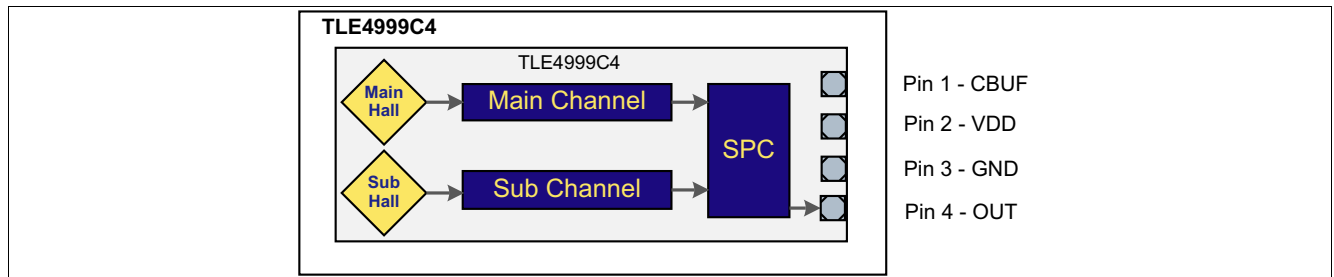 TLE4999C4
TLE4999C4
Main
Hall
Main Channel
Sub
Hall
Sub Channel
SPC
Pin 1 - CBUF
Pin 2 - VDD
Pin 3 - GND
Pin 4 - OUT